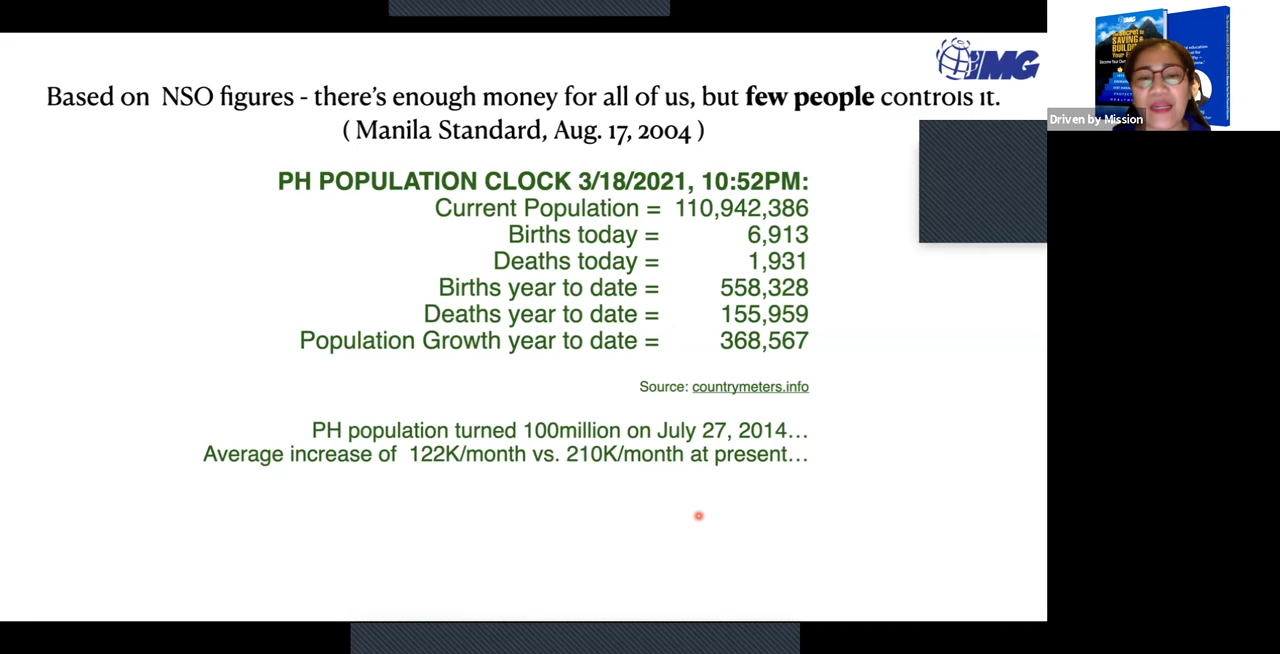 IMG
Based on NSO figures - there's enough money for all of us, but few people controls it.
( Manila Standard, Aug. 17, 2004 )
PH POPULATION CLOCK 3/18/2021, 10:52PM:
Current Population = 110,942,386
Births today = 6,913
Deaths today = 1,931
Births year to date = 558,328
Deaths year to date = 155,959
Population Growth year to date = 368,567
Source: countrymeters.info
PH population turned 100million on July 27, 2014…
Average increase of 122K/month vs. 210K/month at present…
IMG
SAVING &
Driven by Mission